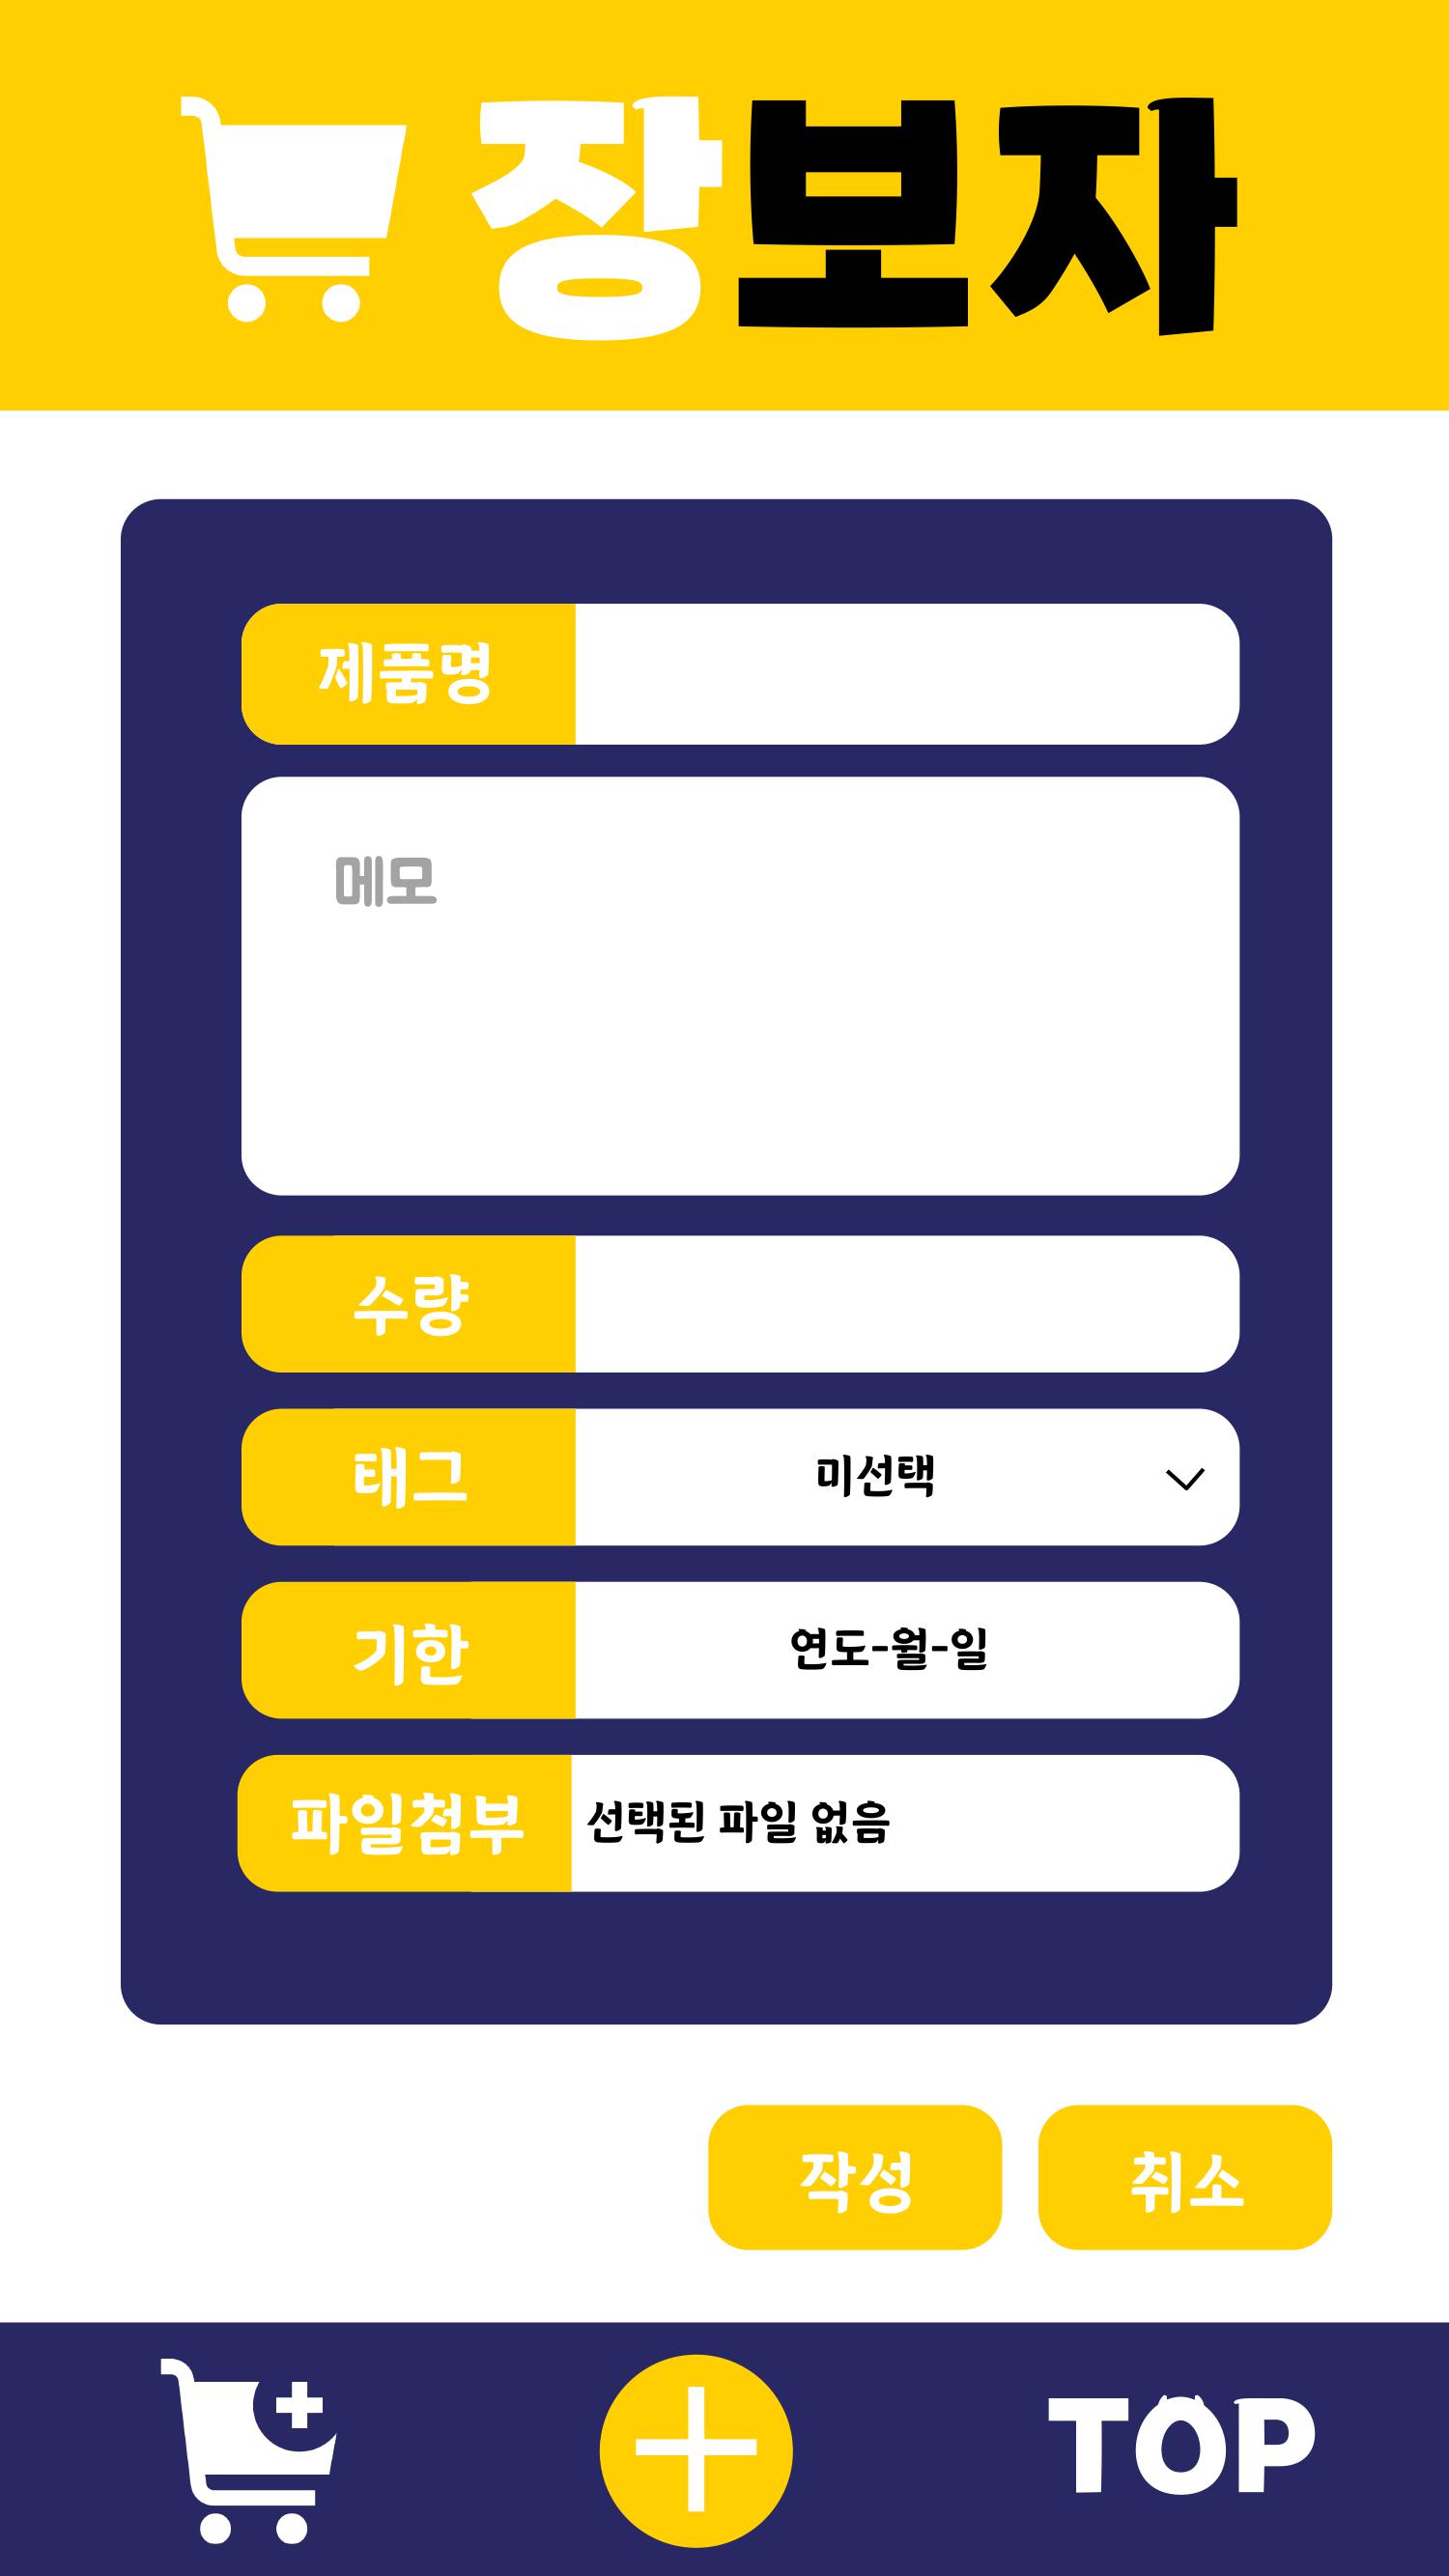 장보자
제품명
메모
수량
태그 미선택
기한 연도-월-일
파일첨부 선택된 파일 없음
작성 취소
TOP